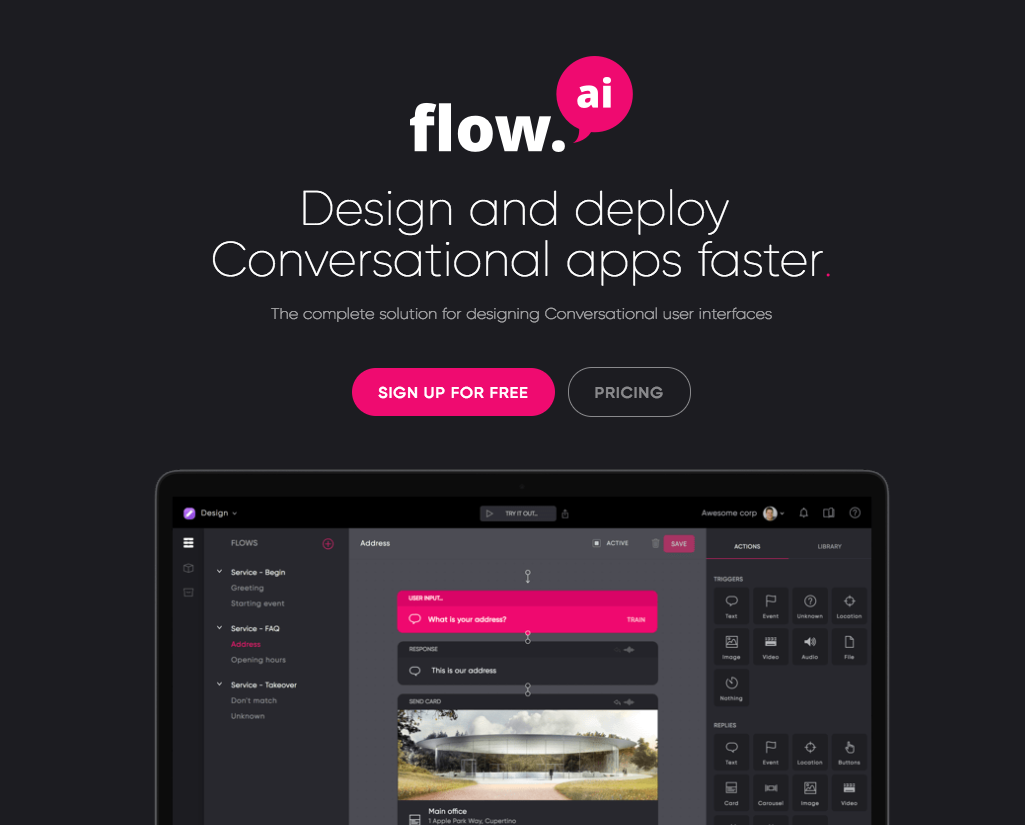 flow.
ai
Design and deploy
Conversational apps faster.
The complete solution for designing Conversational user interfaces
SIGN UP FOR FREE
PRICING
Design
TRY IT OUT...
Awesome corp
FLOWS
Service - Begin
Greeting
Starting event
Service - FAQ
Address
Opening hours
Service - Takeover
Don't match
Unknown
Address
ACTIVE
SAVE
USER INPUT...
What is your address?
TRAIN
RESPONSE
This is our address
SEND CARD
Main office
1 Apple Park Way, Cupertino
ACTIONS
LIBRARY
TRIGGERS
Text
Event
Unknown
Location
Image
Video
Audio
File
Nothing
REPLIES
Text
Event
Location
Buttons
Card
Carousel
Image
Video